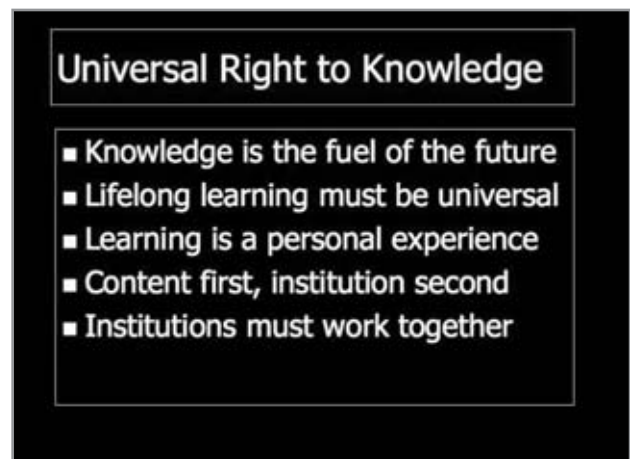 Universal Right to Knowledge
▪ Knowledge is the fuel of the future
▪ Lifelong learning must be universal
▪ Learning is a personal experience
▪ Content first, institution second
▪ Institutions must work together